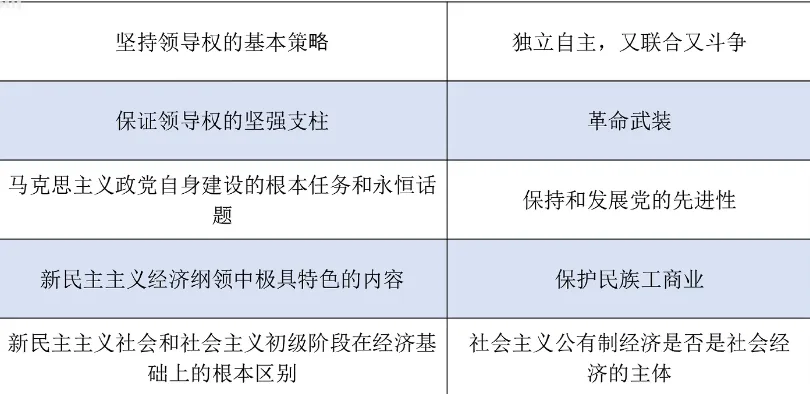 坚持领导权的基本策略
独立自主，又联合又斗争
保证领导权的坚强支柱
革命武装
马克思主义政党自身建设的根本任务和永恒话
题
保持和发展党的先进性
新民主主义经济纲领中极具特色的内容
保护民族工商业
新民主主义社会和社会主义初级阶段在经济基
础上的根本区别
社会主义公有制经济是否是社会经
济的主体